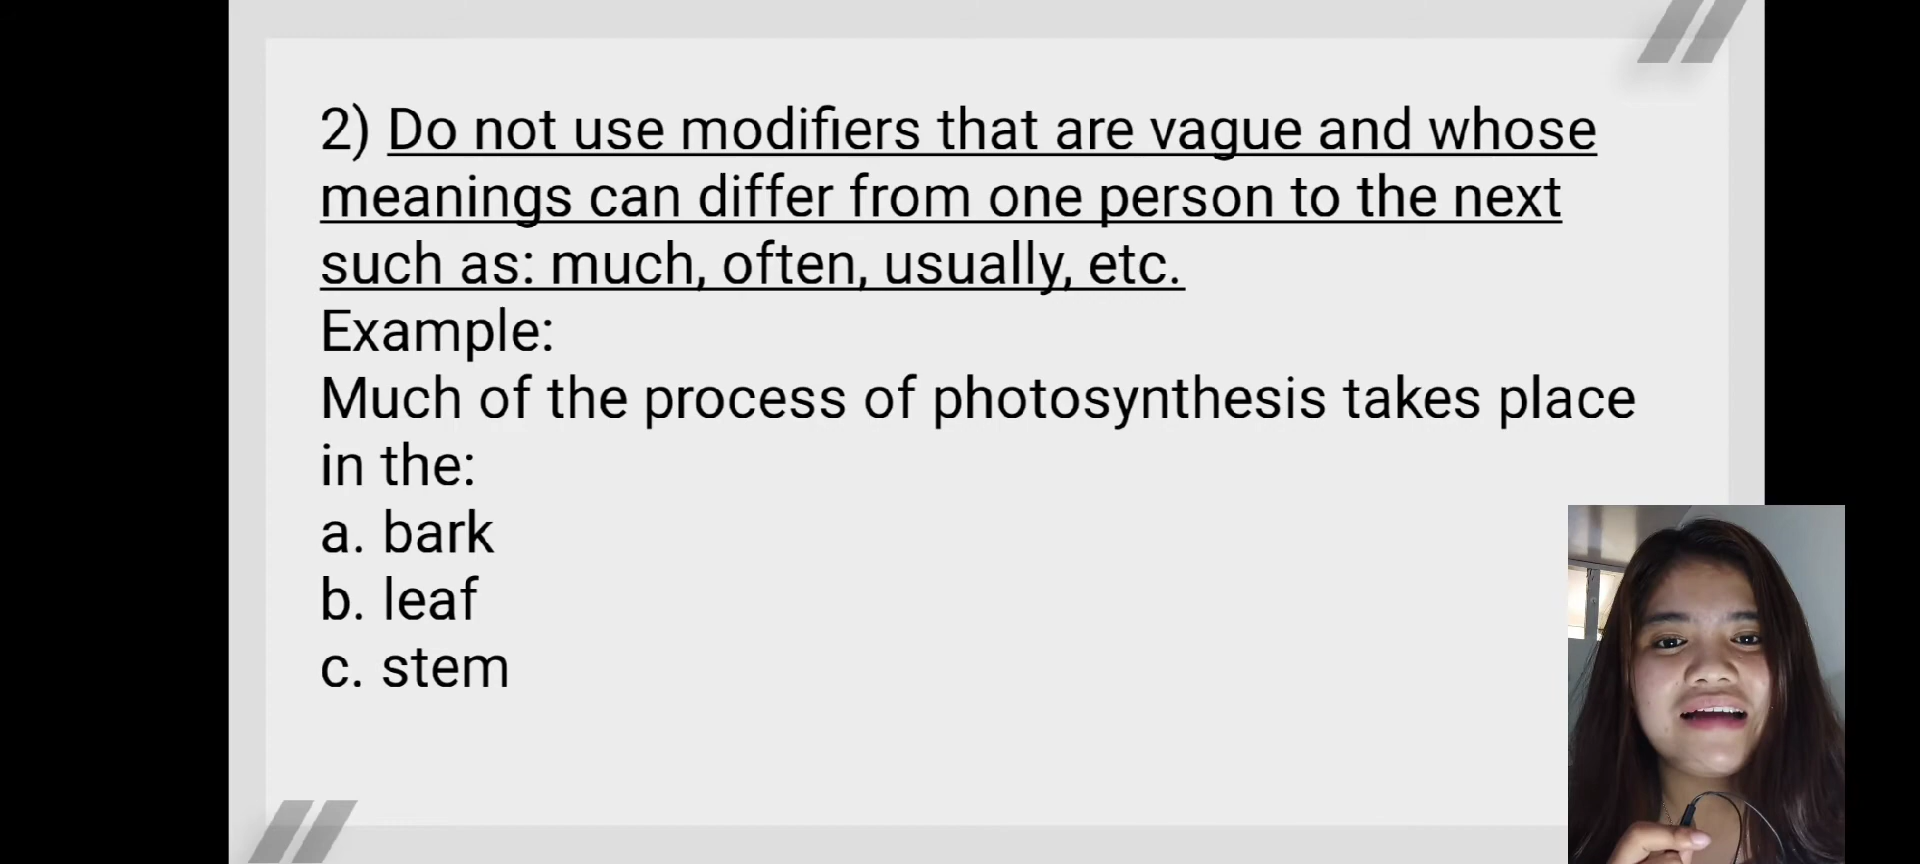 2) Do not use modifiers that are vague and whose
meanings can differ from one person to the next
such as: much, often, usually, etc.
Example:
Much of the process of photosynthesis takes place
in the:
a. bark
b. leaf
c. stem